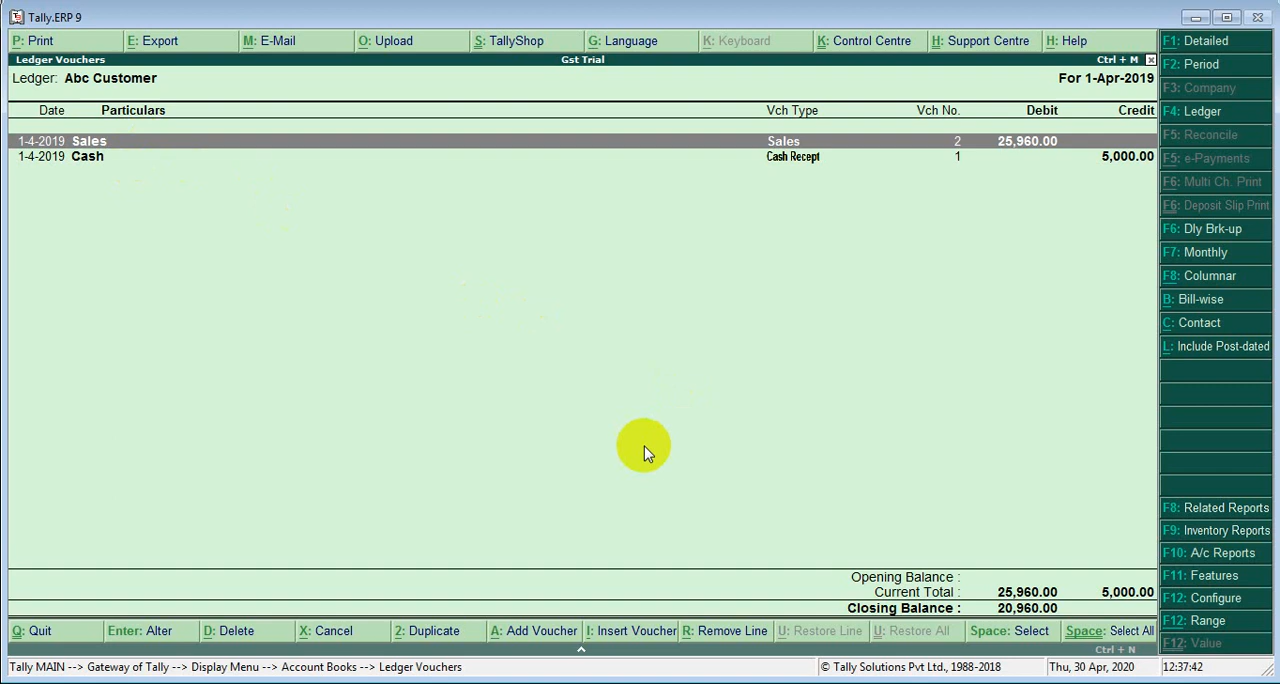 Tally.ERP 9
P: Print E: Export M: E-Mail O: Upload S: TallyShop G: Language K: Keyboard K: Control Centre H: Support Centre H: Help
Ledger Vouchers Gst Trial Ctrl + M
Ledger: Abc Customer For 1-Apr-2019
Date Particulars Vch Type Vch No. Debit Credit
1-4-2019 Sales Sales 2 25,960.00
1-4-2019 Cash Cash Recept 1 5,000.00
Opening Balance :
Current Total : 25,960.00 5,000.00
Closing Balance : 20,960.00
F1: Detailed
F2: Period
F3: Company
F4: Ledger
F5: Reconcile
F5: e-Payments
F6: Multi Ch. Print
F6: Deposit Slip Print
F6: Dly Brk-up
F7: Monthly
F8: Columnar
B: Bill-wise
C: Contact
L: Include Post-dated
F8: Related Reports
F9: Inventory Reports
F10: A/c Reports
F11: Features
F12: Configure
F12: Range
F12: Value
Q: Quit Enter: Alter D: Delete X: Cancel 2: Duplicate A: Add Voucher I: Insert Voucher R: Remove Line U: Restore Line U: Restore All Space: Select Space: Select All
Ctrl + N
Tally MAIN --> Gateway of Tally --> Display Menu --> Account Books --> Ledger Vouchers © Tally Solutions Pvt Ltd., 1988-2018 Thu, 30 Apr, 2020 12:37:42